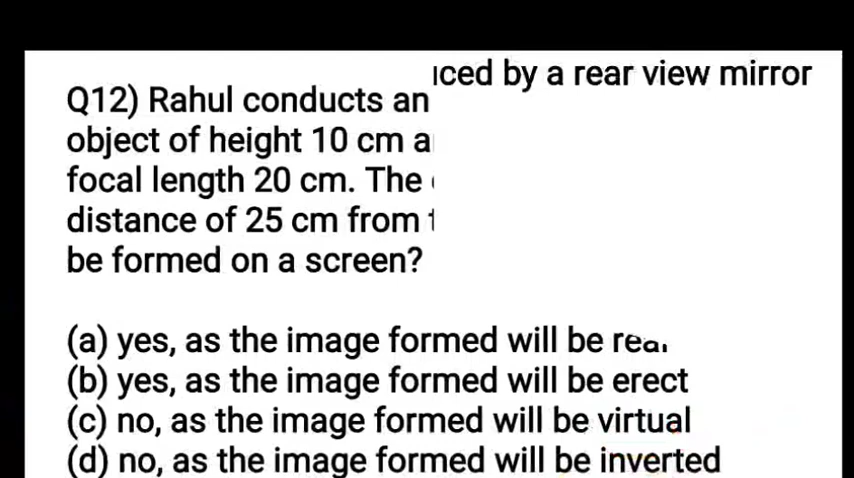 ced by a rear view mirror
Q12) Rahul conducts an
object of height 10 cm a
focal length 20 cm. The
distance of 25 cm from
be formed on a screen?
(a) yes, as the image formed will be real
(b) yes, as the image formed will be erect
(c) no, as the image formed will be virtual
(d) no, as the image formed will be inverted